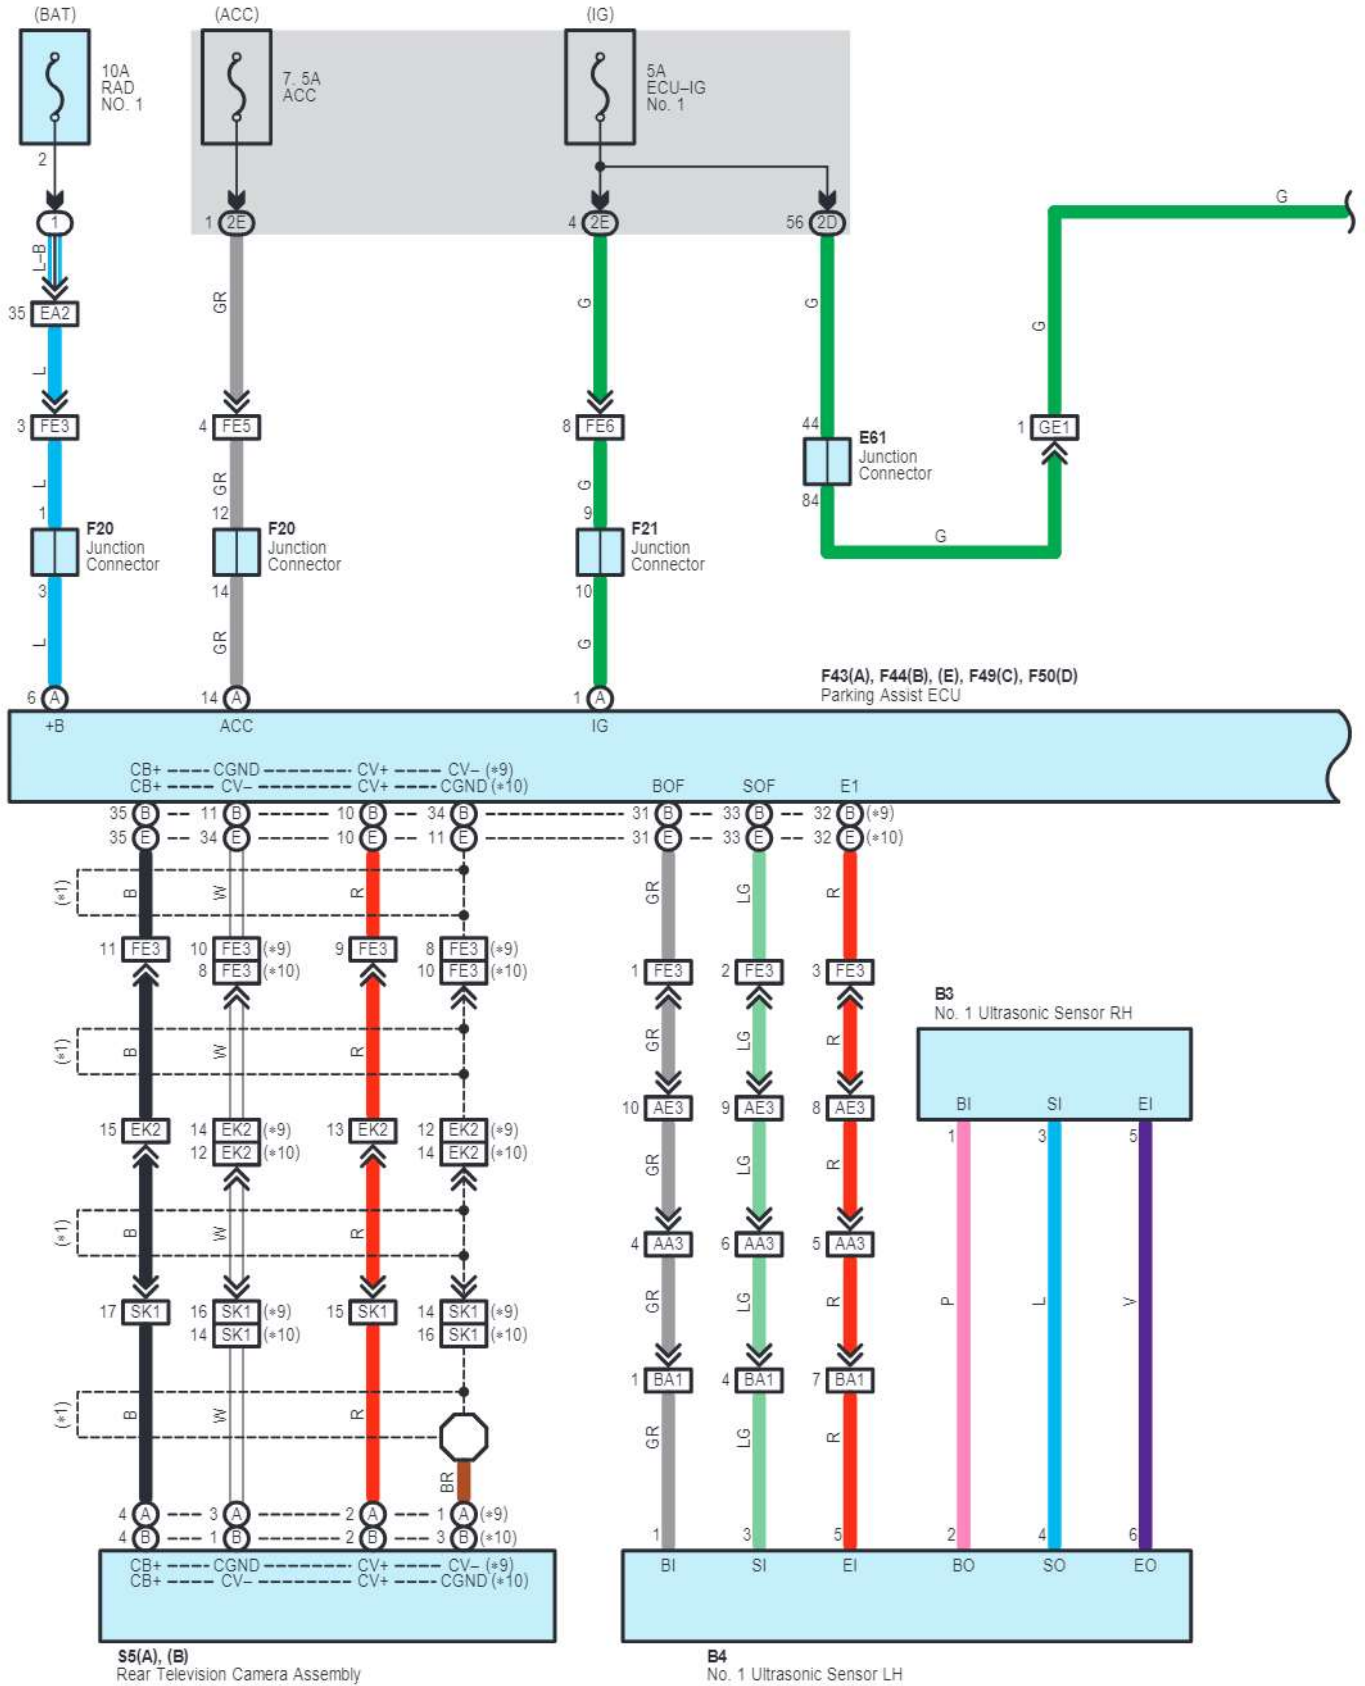 (BAT) (ACC) (IG)
10A
RAD
NO. 1
7. 5A
ACC
5A
ECU–IG
No. 1
2
1 1 2E 4 2E 56 2D
G
L–B
GR G G G
35 EA2
L
3 FE3 4 FE5 8 FE6 44 1 GE1
E61
Junction
Connector
84
L GR G
1 12 9
G
F20
Junction
Connector
F20
Junction
Connector
F21
Junction
Connector
3 14 10
L GR G
F43(A), F44(B), (E), F49(C), F50(D)
Parking Assist ECU
6 A 14 A 1 A
+B ACC IG
CB+ CGND CV+ CV– (*9)
CB+ CV– CV+ CGND (*10)
BOF SOF E1
35 B 11 B 10 B 34 B 31 B 33 B 32 B (*9)
35 E 34 E 10 E 11 E 31 E 33 E 32 E (*10)
(*1) B W R GR LG R
11 FE3 10 FE3 (*9) 9 FE3 8 FE3 (*9)
8 FE3 (*10) 10 FE3 (*10) 1 FE3 2 FE3 3 FE3
B3
No. 1 Ultrasonic Sensor RH
(*1) B W R GR LG R
10 AE3 9 AE3 8 AE3 BI SI EI
15 EK2 14 EK2 (*9) 13 EK2 12 EK2 (*9) 1 3 5
12 EK2 (*10) 14 EK2 (*10)
GR LG R
(*1) B W R
4 AA3 6 AA3 5 AA3
GR LG R P L V
17 SK1 16 SK1 (*9) 15 SK1 14 SK1 (*9)
14 SK1 (*10) 16 SK1 (*10)
1 BA1 4 BA1 7 BA1
(*1) B W R
GR LG R
BR
4 A 3 A 2 A 1 A (*9)
4 B 1 B 2 B 3 B (*10) 1 3 5 2 4 6
CB+ CGND CV+ CV– (*9)
CB+ CV– CV+ CGND (*10)
BI SI EI BO SO EO
S5(A), (B)
Rear Television Camera Assembly
B4
No. 1 Ultrasonic Sensor LH